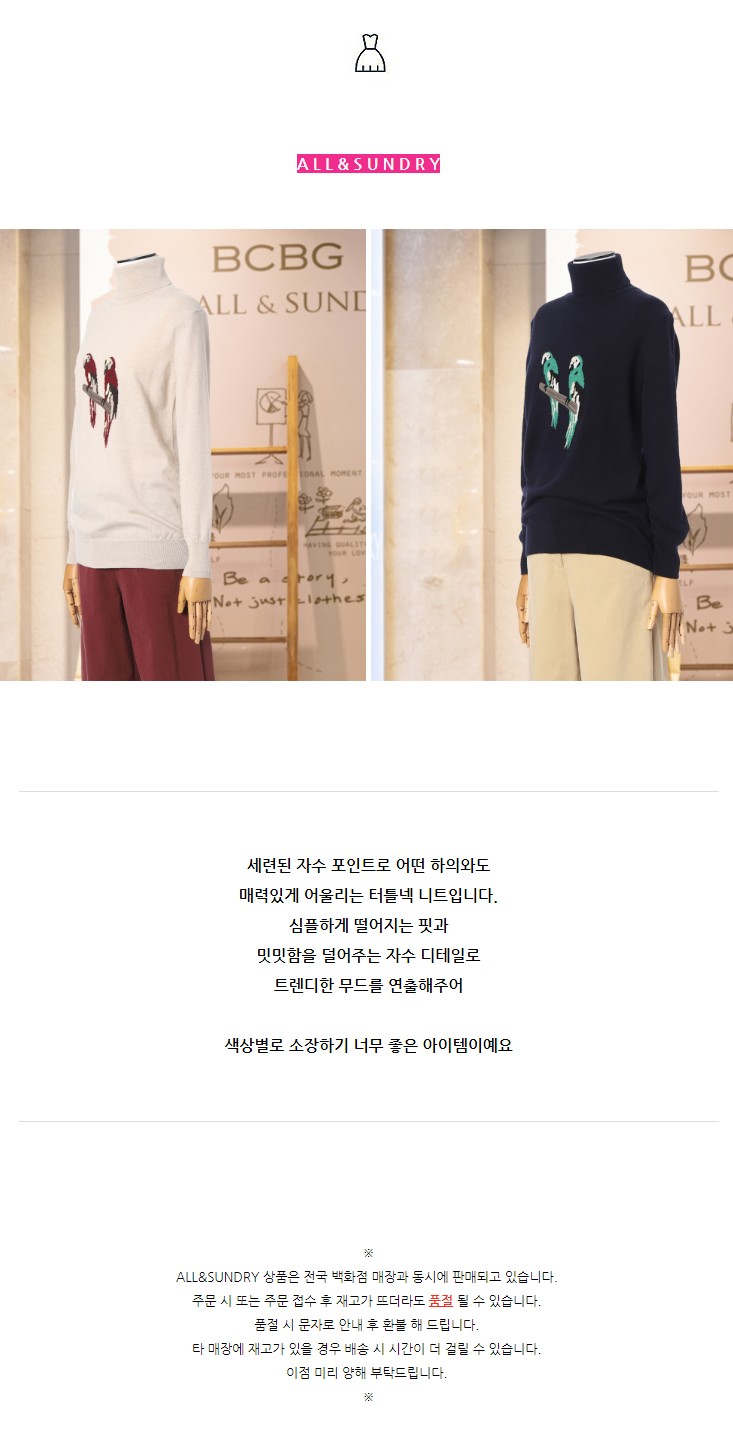 ALL&SUNDRY
BCBG
ALL & SUND
YOUR MOST PROFESSIONAL MOMENT
HAVING QUALITY
YOUR LOV
Be a story,
Not just clothes
BC
ALL
YOUR MOST
Be
Not j
세련된 자수 포인트로 어떤 하의와도
매력있게 어울리는 터틀넥 니트입니다.
심플하게 떨어지는 핏과
밋밋함을 덜어주는 자수 디테일로
트렌디한 무드를 연출해주어
색상별로 소장하기 너무 좋은 아이템이예요
※
ALL&SUNDRY 상품은 전국 백화점 매장과 동시에 판매되고 있습니다.
주문 시 또는 주문 접수 후 재고가 뜨더라도 품절 될 수 있습니다.
품절 시 문자로 안내 후 환불 해 드립니다.
타 매장에 재고가 있을 경우 배송 시 시간이 더 걸릴 수 있습니다.
이점 미리 양해 부탁드립니다.
※